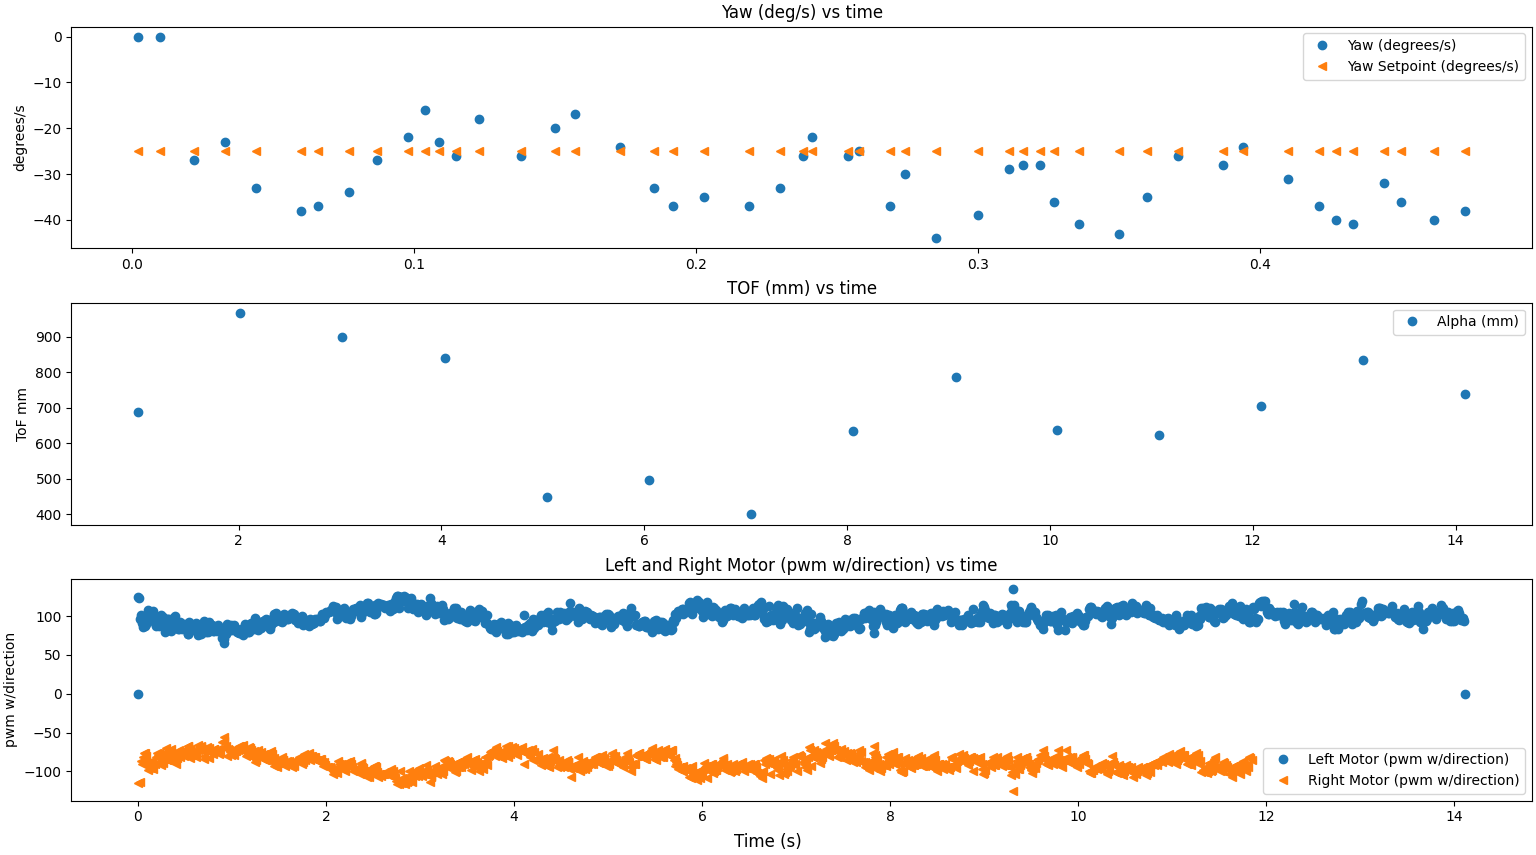 Yaw (deg/s) vs time
degrees/s
0
−10
−20
−30
−40
Yaw (degrees/s)
Yaw Setpoint (degrees/s)
0.0 0.1 0.2 0.3 0.4
TOF (mm) vs time
ToF mm
900
800
700
600
500
400
Alpha (mm)
2 4 6 8 10 12 14
Left and Right Motor (pwm w/direction) vs time
pwm w/direction
100
50
0
−50
−100
Left Motor (pwm w/direction)
Right Motor (pwm w/direction)
0 2 4 6 8 10 12 14
Time (s)